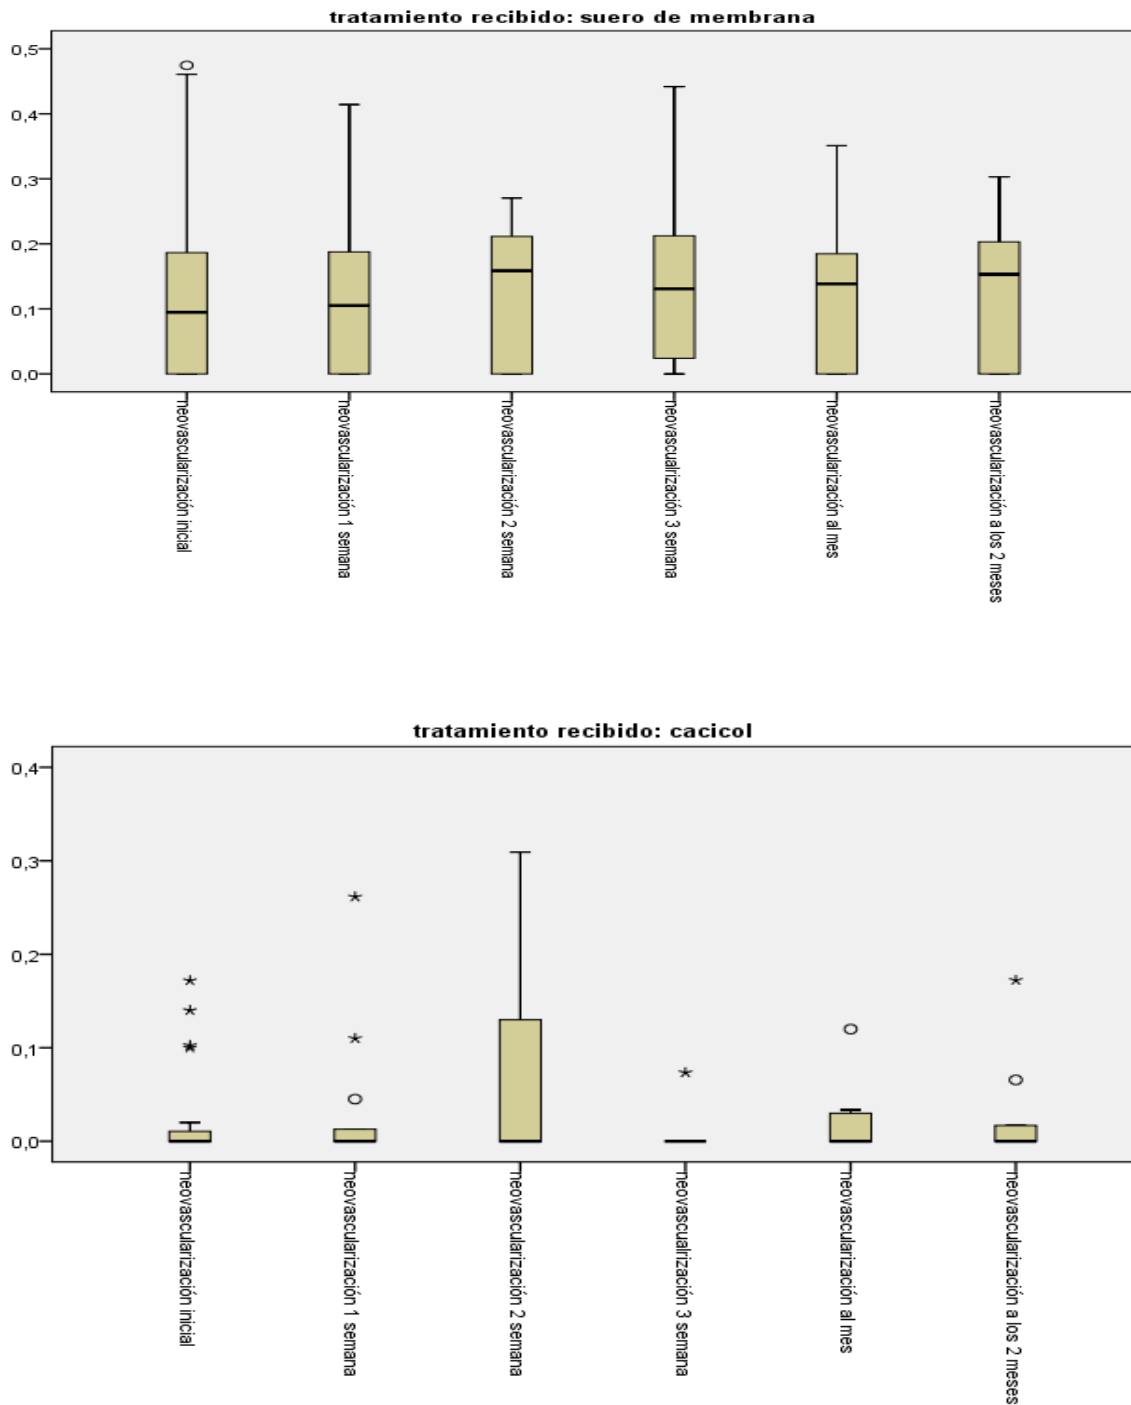 tratamiento recibido: suero de membrana
0,5
0,4
0,3
0,2
0,1
0,0
neovascularización inicial
neovascularización 1 semana
neovascularización 2 semana
neovascualrización 3 semana
neovascularización al mes
neovascularización a los 2 meses
tratamiento recibido: cacicol
0,4
0,3
0,2
0,1
0,0
neovascularización inicial
neovascularización 1 semana
neovascularización 2 semana
neovascualrización 3 semana
neovascularización al mes
neovascularización a los 2 meses